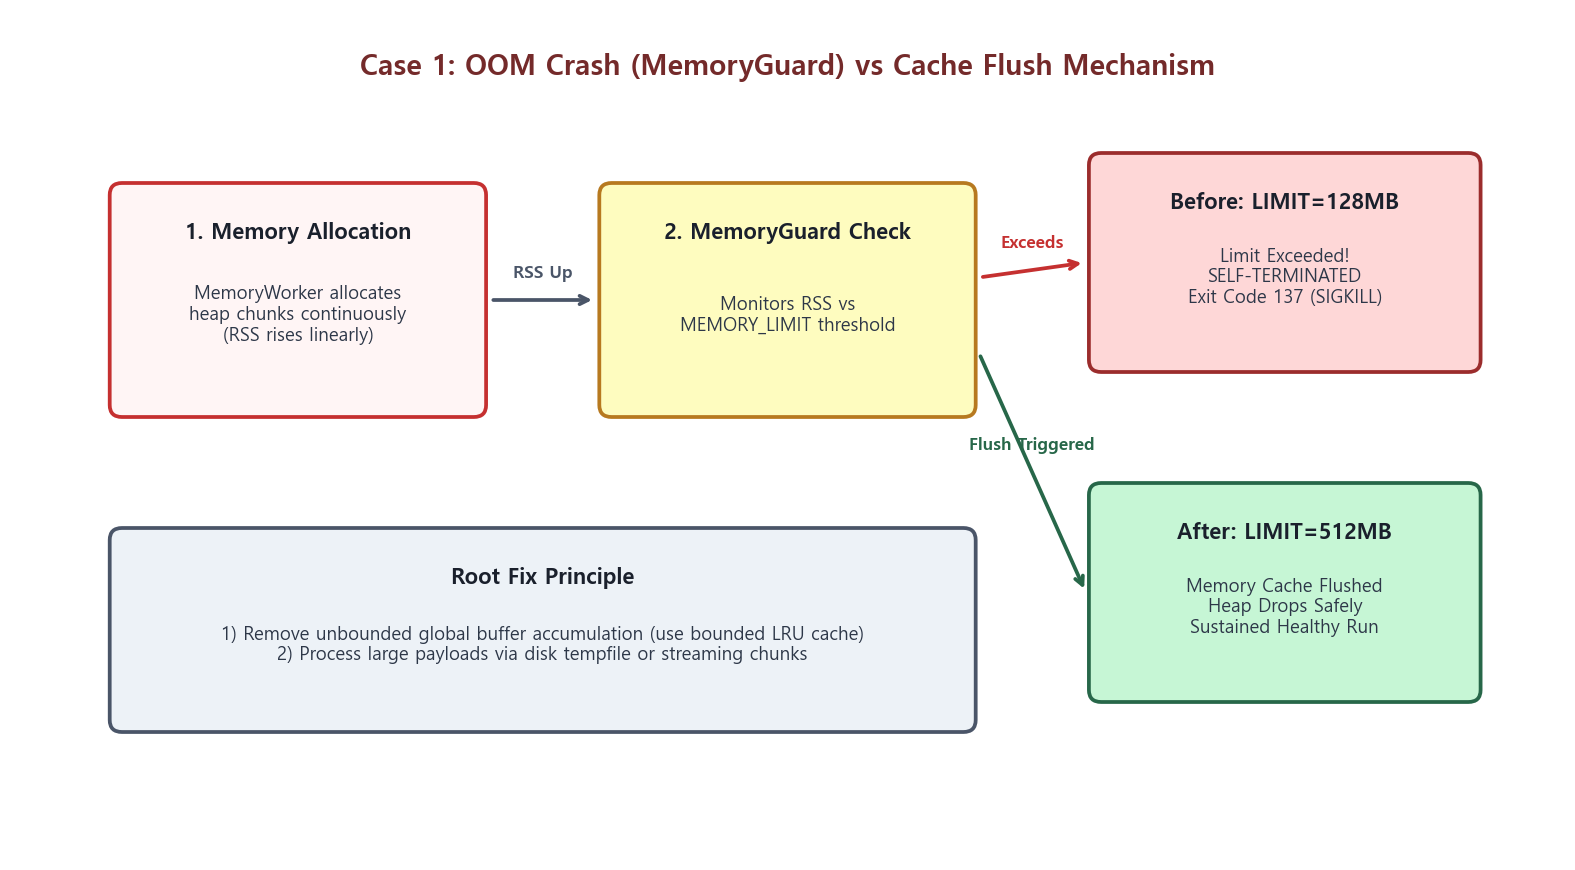 Case 1: OOM Crash (MemoryGuard) vs Cache Flush Mechanism
1. Memory Allocation
MemoryWorker allocates
heap chunks continuously
(RSS rises linearly)
RSS Up
2. MemoryGuard Check
Monitors RSS vs
MEMORY_LIMIT threshold
Exceeds
Before: LIMIT=128MB
Limit Exceeded!
SELF-TERMINATED
Exit Code 137 (SIGKILL)
Flush Triggered
After: LIMIT=512MB
Memory Cache Flushed
Heap Drops Safely
Sustained Healthy Run
Root Fix Principle
1) Remove unbounded global buffer accumulation (use bounded LRU cache)
2) Process large payloads via disk tempfile or streaming chunks